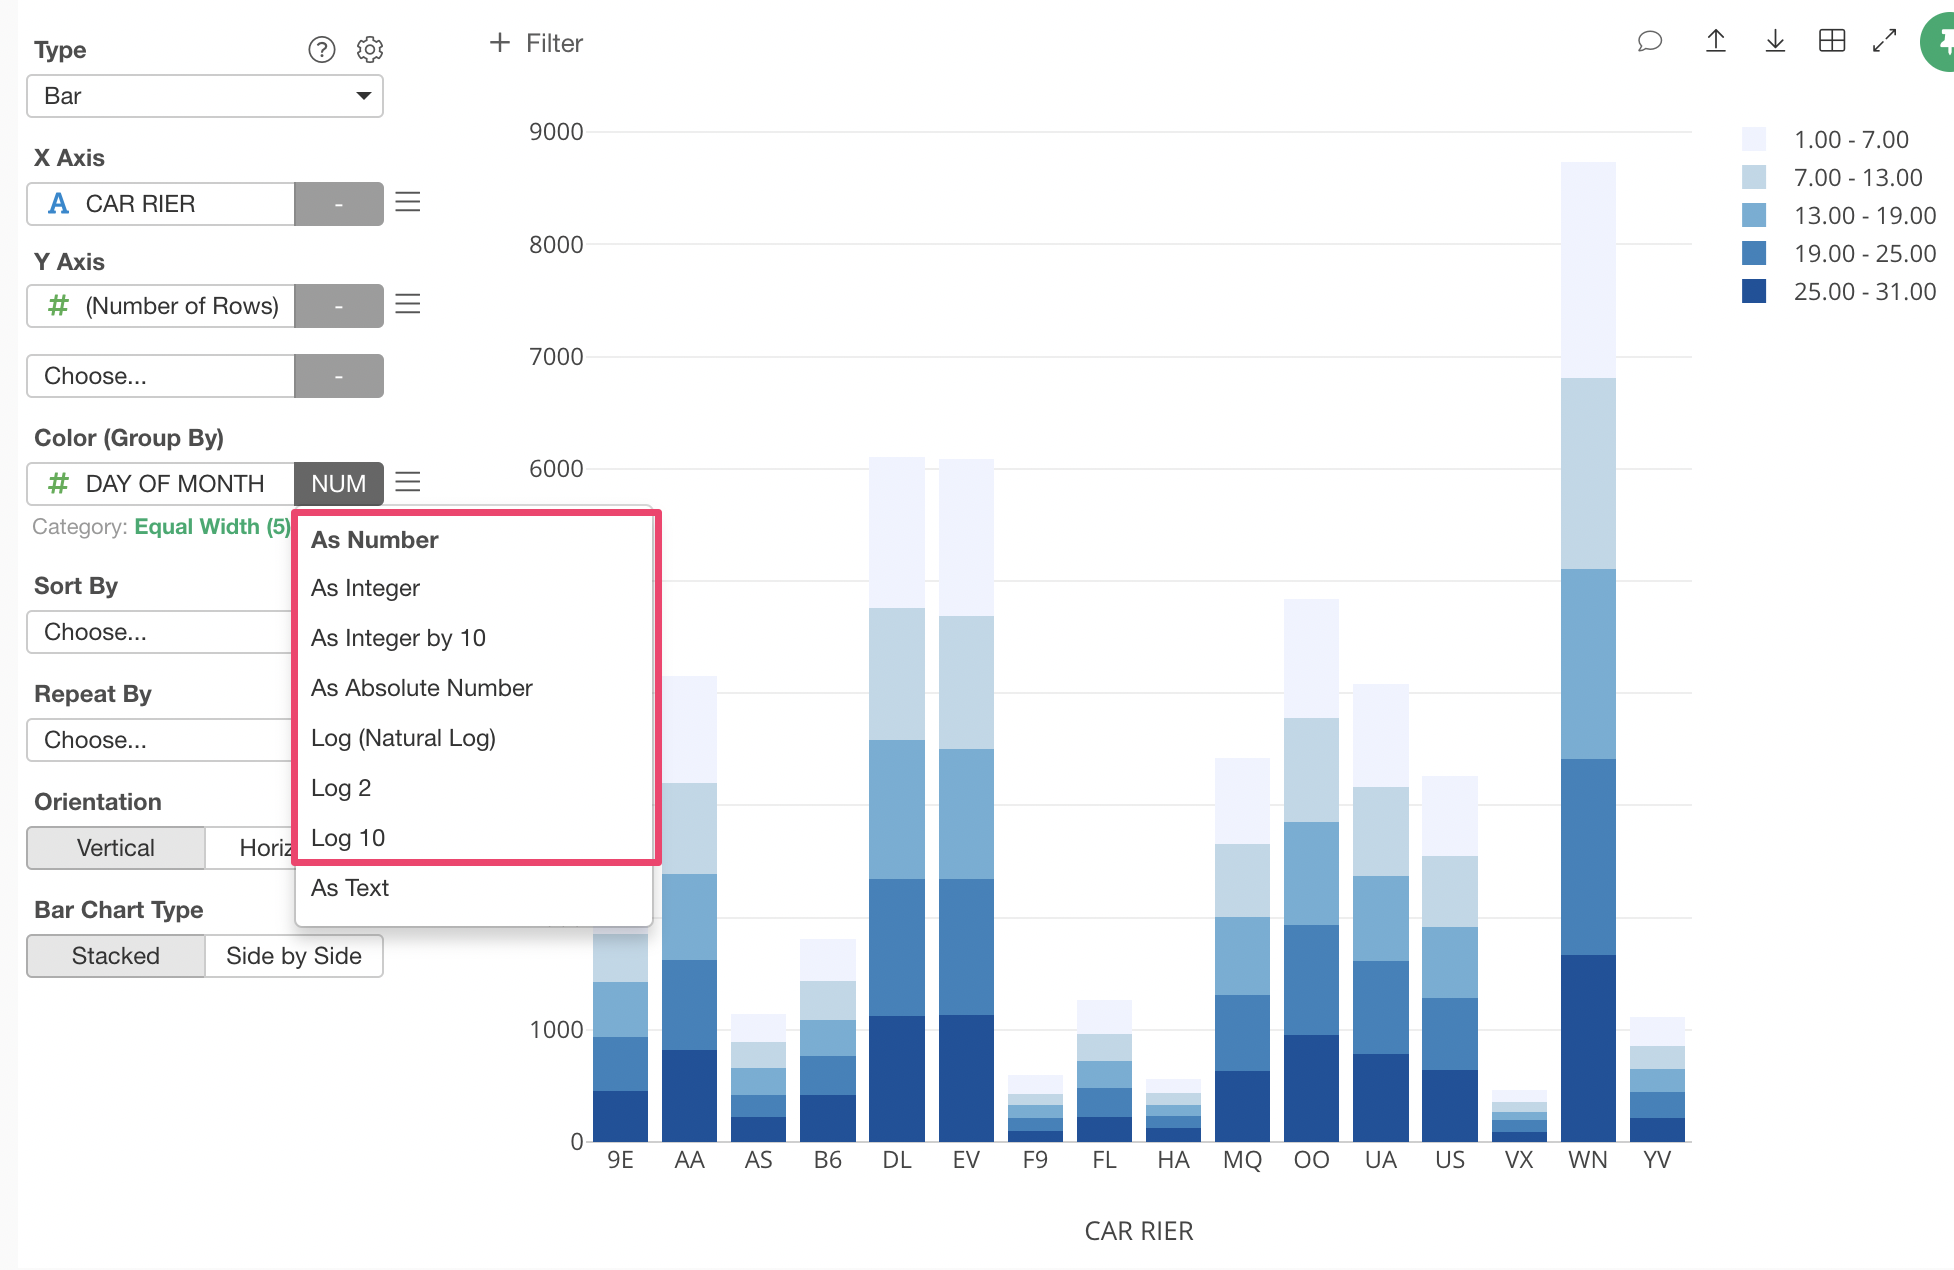 Type
Bar
X Axis
A CAR RIER -
Y Axis
# (Number of Rows) -
Choose... -
Color (Group By)
# DAY OF MONTH NUM
Category: Equal Width (5)
As Number
As Integer
As Integer by 10
As Absolute Number
Log (Natural Log)
Log 2
Log 10
As Text
Sort By
Choose...
Repeat By
Choose...
Orientation
Vertical Horiz
Bar Chart Type
Stacked Side by Side
+ Filter
9000
8000
7000
6000
1000
0
9E AA AS B6 DL EV F9 FL HA MQ OO UA US VX WN YV
CAR RIER
1.00 - 7.00
7.00 - 13.00
13.00 - 19.00
19.00 - 25.00
25.00 - 31.00